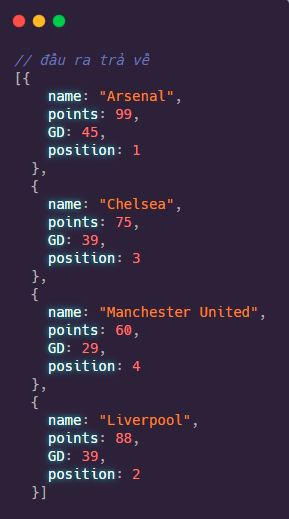 // đầu ra trả về
[{
    name: "Arsenal",
    points: 99,
    GD: 45,
    position: 1
  },
  {
    name: "Chelsea",
    points: 75,
    GD: 39,
    position: 3
  },
  {
    name: "Manchester United",
    points: 60,
    GD: 29,
    position: 4
  },
  {
    name: "Liverpool",
    points: 88,
    GD: 39,
    position: 2
  }]